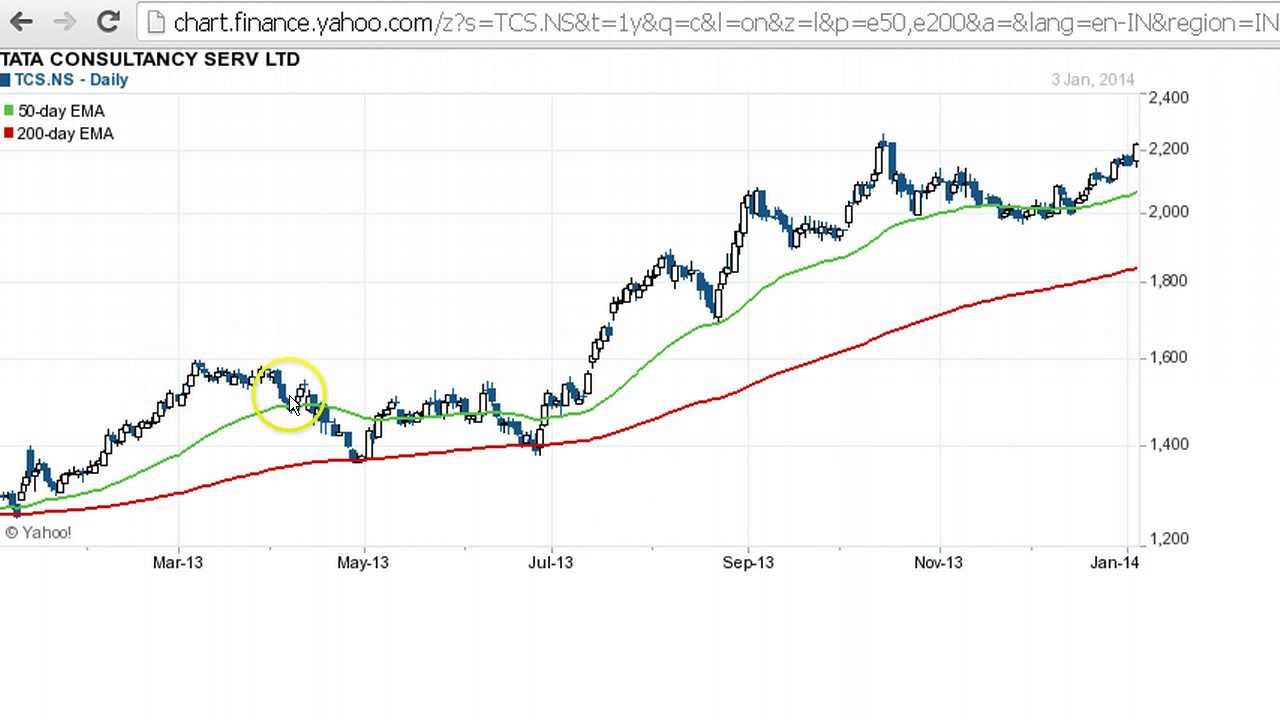 chart.finance.yahoo.com/z?s=TCS.NS&t=1y&q=c&l=on&z=l&p=e50,e200&a=&lang=en-IN&region=IN
TATA CONSULTANCY SERV LTD
TCS.NS - Daily
3 Jan, 2014
50-day EMA
200-day EMA
2,400
2,200
2,000
1,800
1,600
1,400
1,200
© Yahoo!
Mar-13 May-13 Jul-13 Sep-13 Nov-13 Jan-14